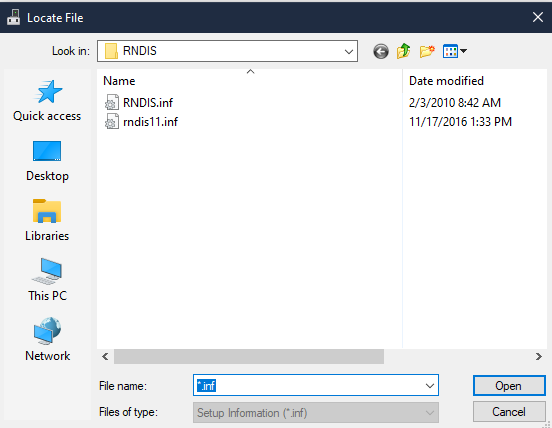 Locate File
Look in: RNDIS
Name Date modified
RNDIS.inf 2/3/2010 8:42 AM
rndis11.inf 11/17/2016 1:33 PM
Quick access
Desktop
Libraries
This PC
Network
File name: *.inf Open
Files of type: Setup Information (*.inf) Cancel